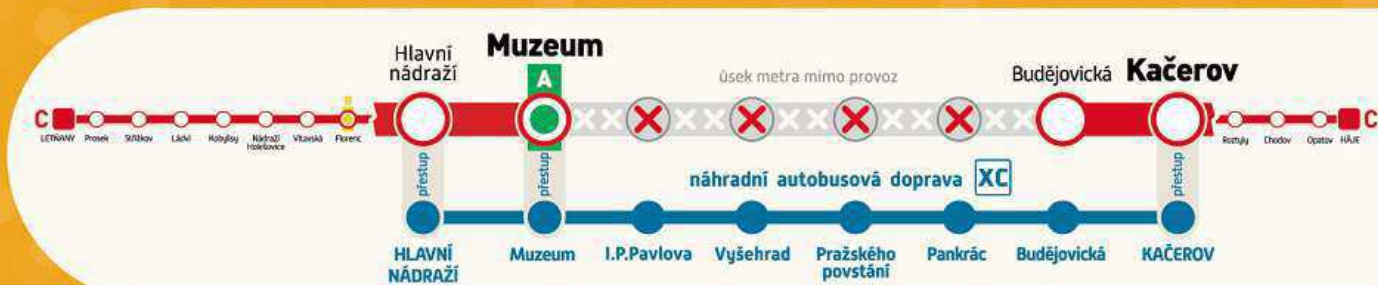 Hlavní
nádraží
Muzeum
A
úsek metra mimo provoz
Budějovická
Kačerov
C
LETŇANY
Prosek
Střížkov
Ládví
Kobylisy
Nádraží
Holešovice
Vltavská
Florenc
Roztyly
Chodov
Opatov
HÁJE
C
přestup
přestup
přestup
náhradní autobusová doprava XC
HLAVNÍ
NÁDRAŽÍ
Muzeum
I.P.Pavlova
Vyšehrad
Pražského
povstání
Pankrác
Budějovická
KAČEROV